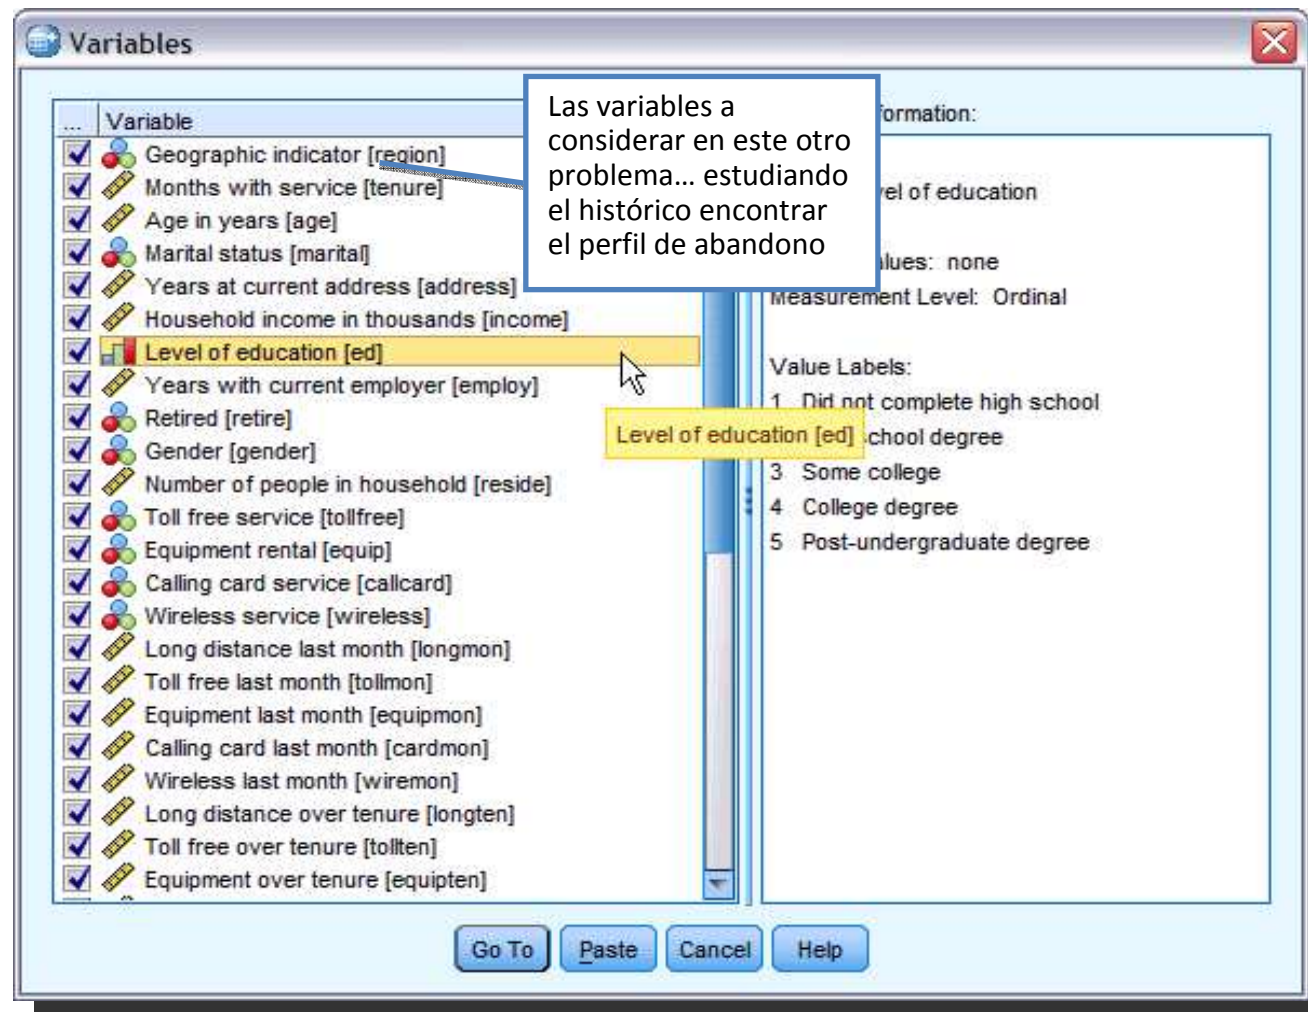 Variables
... Variable
Geographic indicator [region]
Months with service [tenure]
Age in years [age]
Marital status [marital]
Years at current address [address]
Household income in thousands [income]
Level of education [ed]
Years with current employer [employ]
Retired [retire]
Gender [gender]
Number of people in household [reside]
Toll free service [tollfree]
Equipment rental [equip]
Calling card service [callcard]
Wireless service [wireless]
Long distance last month [longmon]
Toll free last month [tollmon]
Equipment last month [equipmon]
Calling card last month [cardmon]
Wireless last month [wiremon]
Long distance over tenure [longten]
Toll free over tenure [tollten]
Equipment over tenure [equipten]
Las variables a
considerar en este otro
problema... estudiando
el histórico encontrar
el perfil de abandono
Level of education [ed]
formation:
vel of education
lues: none
Measurement Level: Ordinal
Value Labels:
1 Did not complete high school
chool degree
3 Some college
4 College degree
5 Post-undergraduate degree
Go To
Paste
Cancel
Help